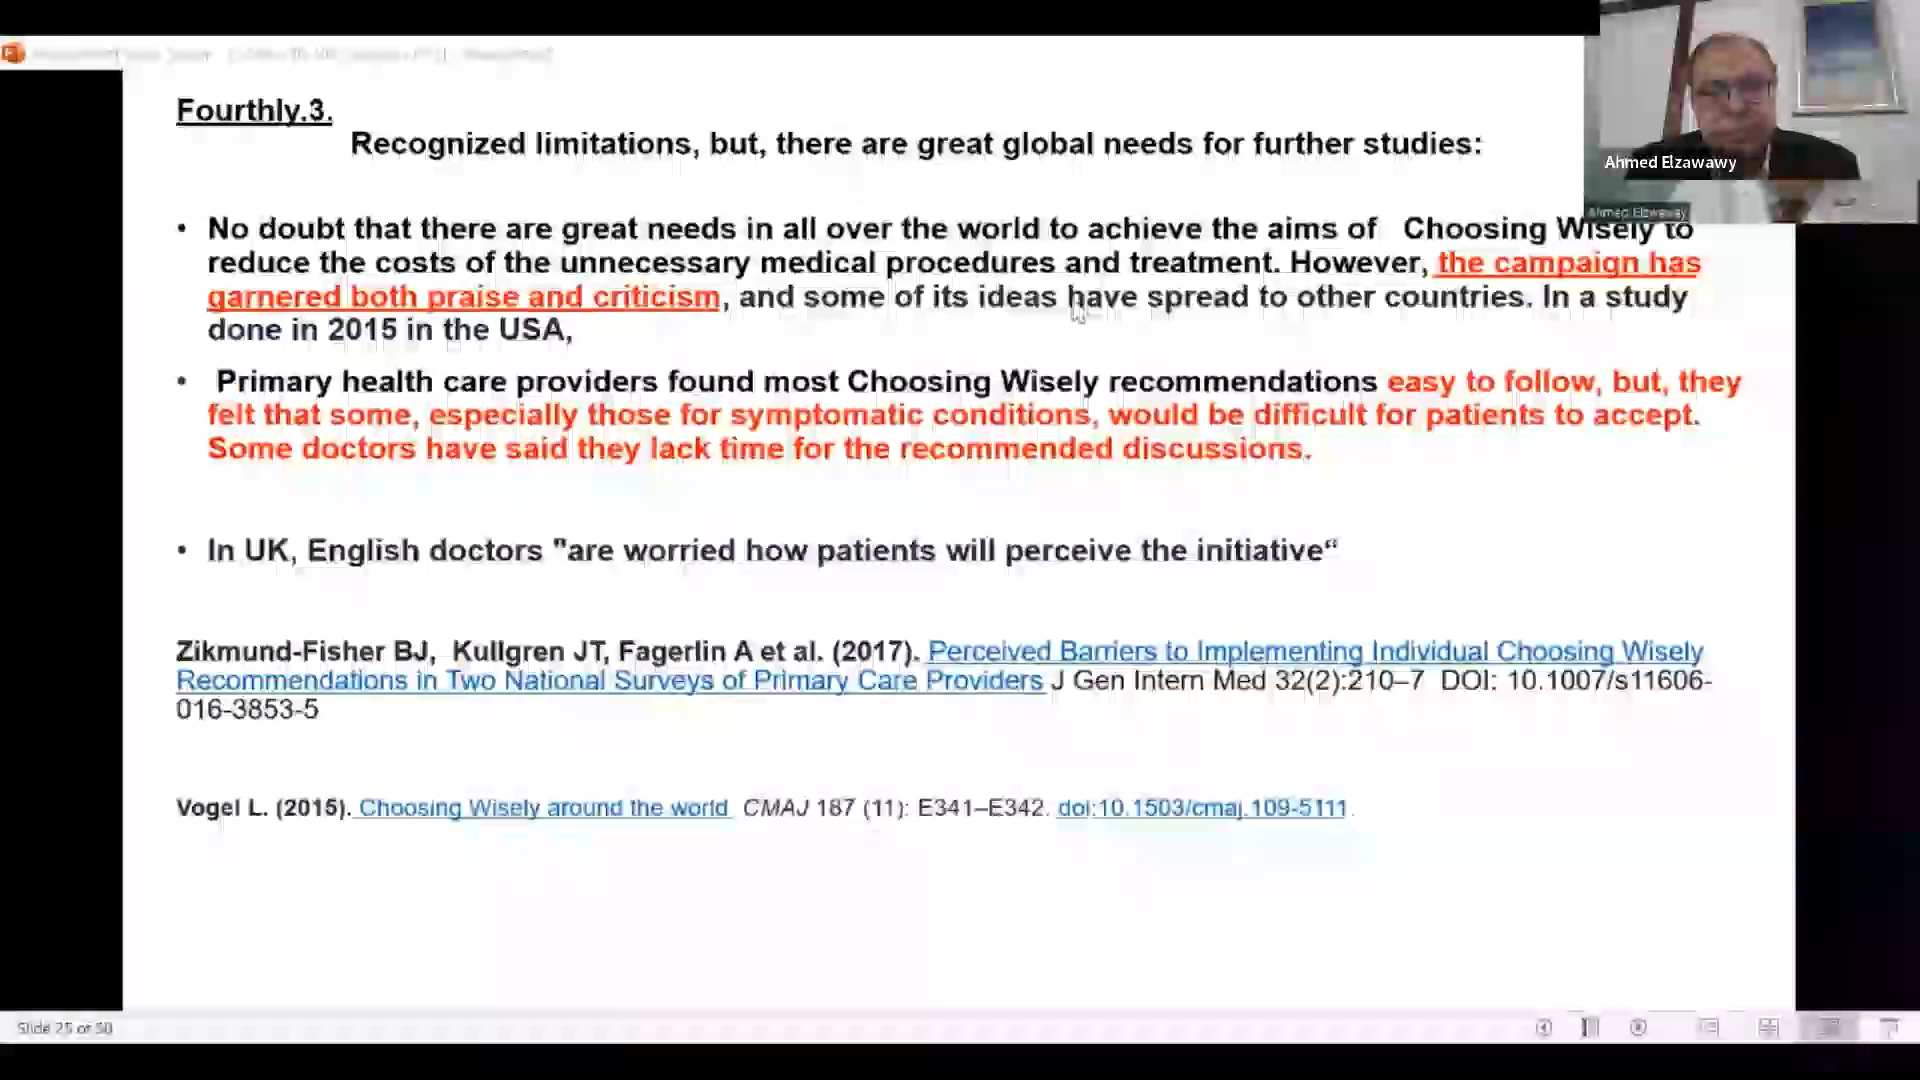 Fourthly.3.
Recognized limitations, but, there are great global needs for further studies:
Ahmed Elzawawy
Ahmed Elzawawy
• No doubt that there are great needs in all over the world to achieve the aims of Choosing Wisely to
reduce the costs of the unnecessary medical procedures and treatment. However, the campaign has
garnered both praise and criticism, and some of its ideas have spread to other countries. In a study
done in 2015 in the USA,
• Primary health care providers found most Choosing Wisely recommendations easy to follow, but, they
felt that some, especially those for symptomatic conditions, would be difficult for patients to accept.
Some doctors have said they lack time for the recommended discussions.
• In UK, English doctors "are worried how patients will perceive the initiative“
Zikmund-Fisher BJ, Kullgren JT, Fagerlin A et al. (2017). Perceived Barriers to Implementing Individual Choosing Wisely
Recommendations in Two National Surveys of Primary Care Providers J Gen Intern Med 32(2):210–7 DOI: 10.1007/s11606-
016-3853-5
Vogel L. (2015). Choosing Wisely around the world CMAJ 187 (11): E341–E342. doi:10.1503/cmaj.109-5111.
Slide 25 of 50